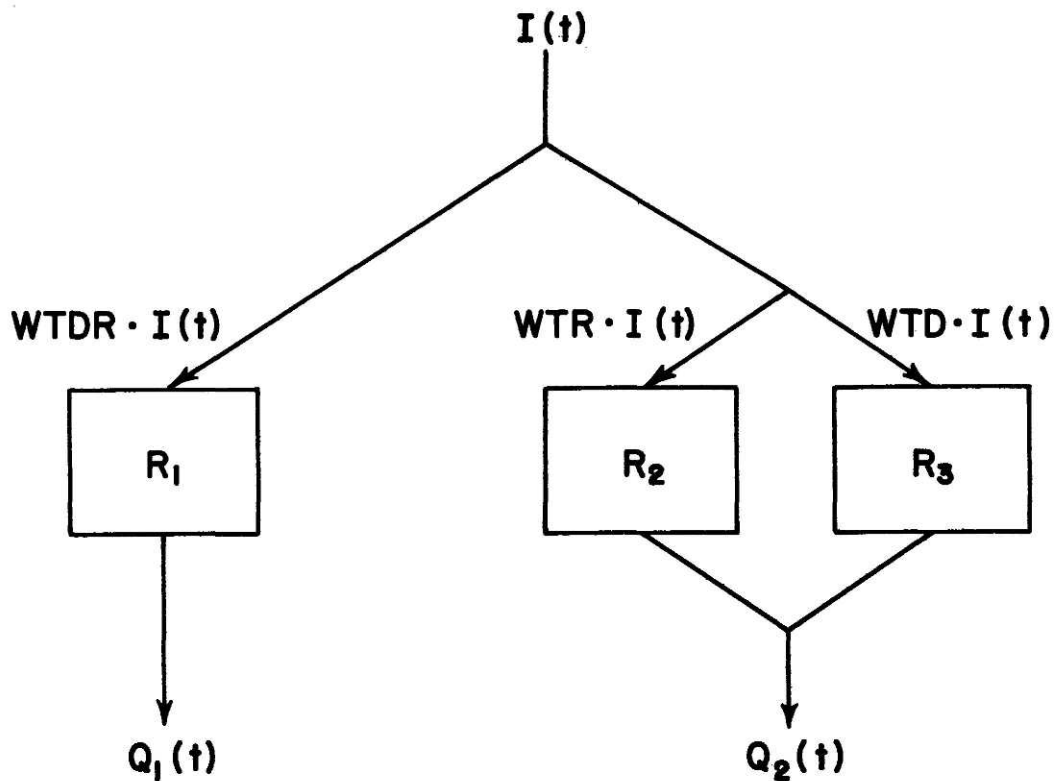 I(t)
WTDR · I(t)
WTR · I(t)
WTD · I(t)
R₁
R₂
R₃
Q₁(t)
Q₂(t)